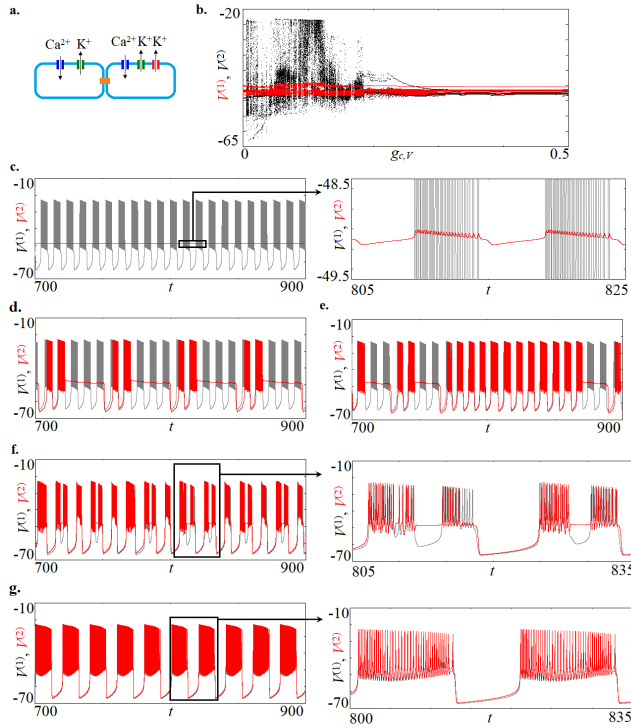 a.
Ca²⁺ K⁺ Ca²⁺K⁺K⁺
b.
-20
V⁽¹⁾, V⁽²⁾
-65
0 g_c,V 0.5
c.
-10
V⁽¹⁾, V⁽²⁾
-70
700 t 900
-48.5
V⁽¹⁾, V⁽²⁾
-49.5
805 t 825
d.
-10
V⁽¹⁾, V⁽²⁾
-70
700 t 900
e.
-10
V⁽¹⁾, V⁽²⁾
-70
700 t 900
f.
-10
V⁽¹⁾, V⁽²⁾
-70
700 t 900
-10
V⁽¹⁾, V⁽²⁾
-70
805 t 835
g.
-10
V⁽¹⁾, V⁽²⁾
-70
700 t 900
-10
V⁽¹⁾, V⁽²⁾
-70
800 t 835